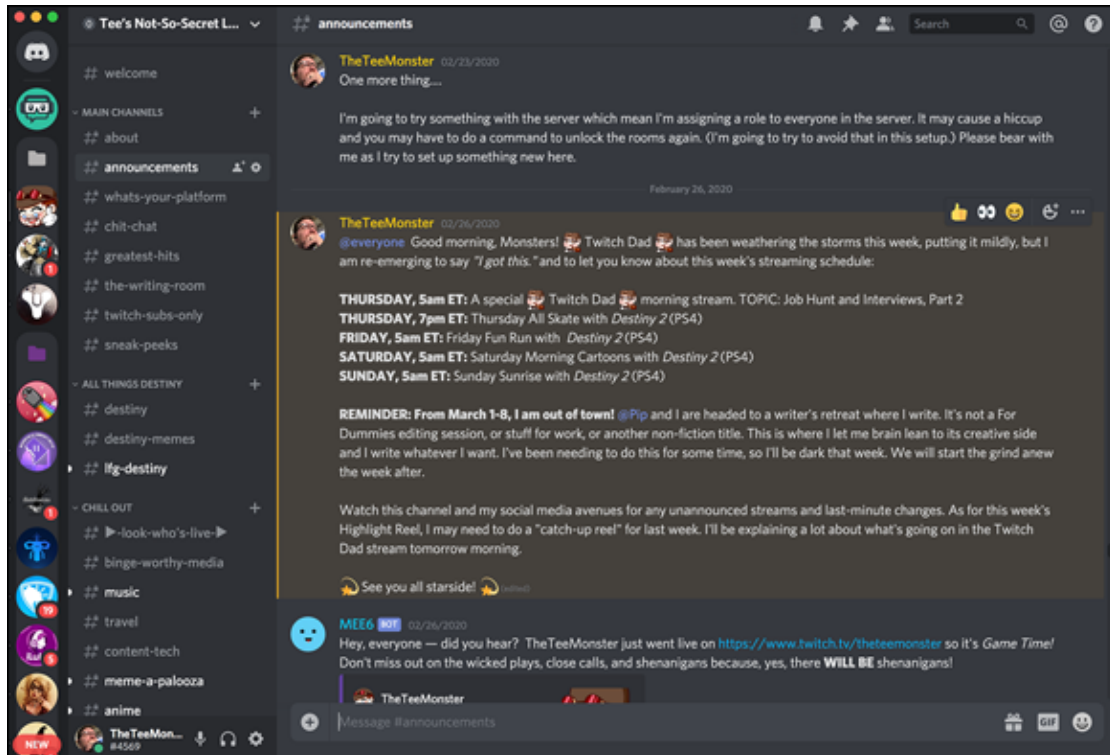 Tee's Not-So-Secret L...
announcements
Search
welcome
MAIN CHANNELS
about
announcements
whats-your-platform
chit-chat
greatest-hits
the-writing-room
twitch-subs-only
sneak-peeks
ALL THINGS DESTINY
destiny
destiny-memes
lfg-destiny
CHILL OUT
▶-look-who's-live-▶
binge-worthy-media
music
travel
content-tech
meme-a-palooza
anime
TheTeeMon...
#4569
1
1
19
5
NEW
TheTeeMonster 02/23/2020
One more thing....
I'm going to try something with the server which mean I'm assigning a role to everyone in the server. It may cause a hiccup
and you may have to do a command to unlock the rooms again. (I'm going to try to avoid that in this setup.) Please bear with
me as I try to set up something new here.
February 26, 2020
TheTeeMonster 02/26/2020
@everyone Good morning, Monsters! Twitch Dad has been weathering the storms this week, putting it mildly, but I
am re-emerging to say "I got this." and to let you know about this week's streaming schedule:
THURSDAY, 5am ET: A special Twitch Dad morning stream. TOPIC: Job Hunt and Interviews, Part 2
THURSDAY, 7pm ET: Thursday All Skate with Destiny 2 (PS4)
FRIDAY, 5am ET: Friday Fun Run with Destiny 2 (PS4)
SATURDAY, 5am ET: Saturday Morning Cartoons with Destiny 2 (PS4)
SUNDAY, 5am ET: Sunday Sunrise with Destiny 2 (PS4)
REMINDER: From March 1-8, I am out of town! @Pip and I are headed to a writer's retreat where I write. It's not a For
Dummies editing session, or stuff for work, or another non-fiction title. This is where I let me brain lean to its creative side
and I write whatever I want. I've been needing to do this for some time, so I'll be dark that week. We will start the grind anew
the week after.
Watch this channel and my social media avenues for any unannounced streams and last-minute changes. As for this week's
Highlight Reel, I may need to do a "catch-up reel" for last week. I'll be explaining a lot about what's going on in the Twitch
Dad stream tomorrow morning.
See you all starside! (edited)
MEE6 BOT 02/26/2020
Hey, everyone — did you hear? TheTeeMonster just went live on https://www.twitch.tv/theteemonster so it's Game Time!
Don't miss out on the wicked plays, close calls, and shenanigans because, yes, there WILL BE shenanigans!
TheTeeMonster
Message #announcements
GIF